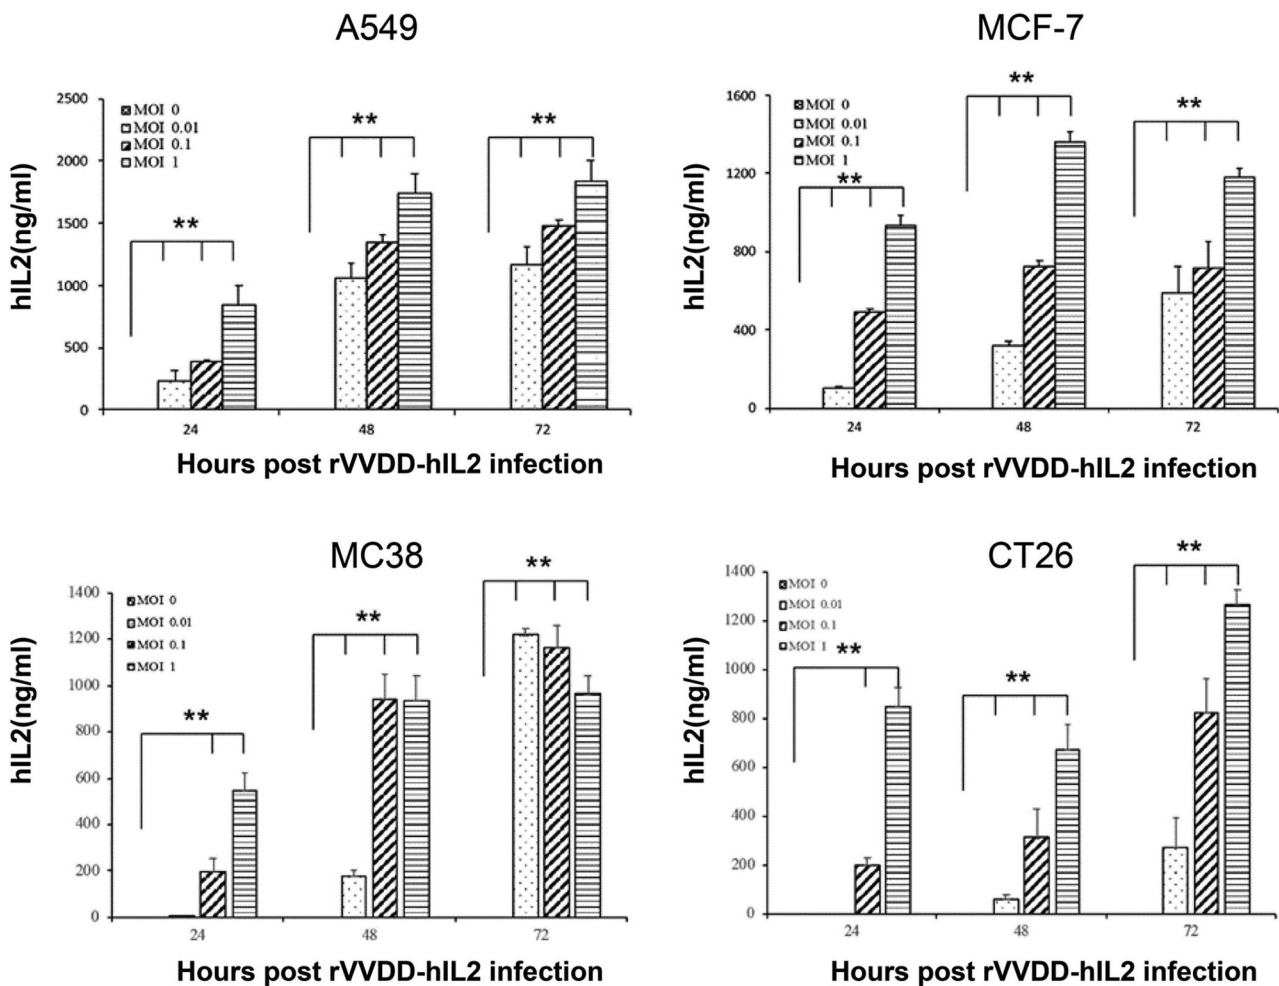 A549
MCF-7
hIL2(ng/ml)
2500
2000
1500
1000
500
0
MOI 0
MOI 0.01
MOI 0.1
MOI 1
**
**
**
24
48
72
Hours post rVVDD-hIL2 infection
hIL2(ng/ml)
1600
1200
800
400
0
MOI 0
MOI 0.01
MOI 0.1
MOI 1
**
**
**
24
48
72
Hours post rVVDD-hIL2 infection
MC38
CT26
hIL2(ng/ml)
1400
1200
1000
800
600
400
200
0
MOI 0
MOI 0.01
MOI 0.1
MOI 1
**
**
**
24
48
72
Hours post rVVDD-hIL2 infection
hIL2(ng/ml)
1400
1200
1000
800
600
400
200
0
MOI 0
MOI 0.01
MOI 0.1
MOI 1
**
**
**
24
48
72
Hours post rVVDD-hIL2 infection